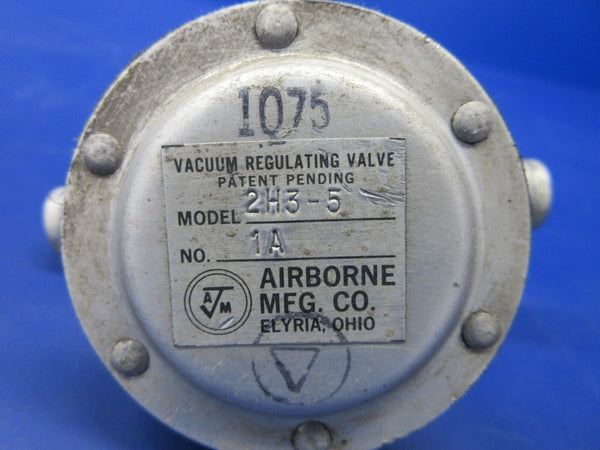 1075
VACUUM REGULATING VALVE
PATENT PENDING
MODEL 2H3-5
NO. 1A
AIRBORNE
MFG. CO.
ELYRIA, OHIO
A M